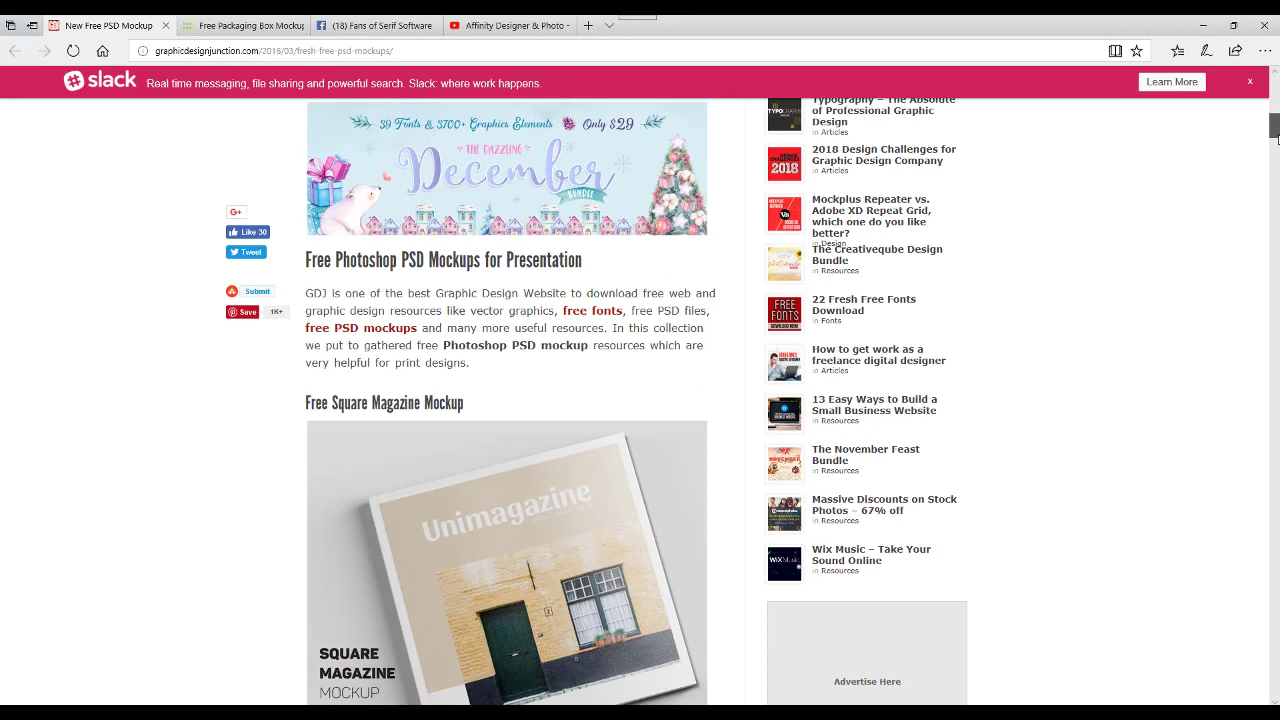 New Free PSD Mockup
Free Packaging Box Mocku
(18) Fans of Serif Software
Affinity Designer & Photo -
graphicdesignjunction.com/2016/03/fresh-free-psd-mockups/
slack
Real time messaging, file sharing and powerful search. Slack: where work happens.
Learn More
x
39 Fonts & 3700+ Graphics Elements Only $29
THE DAZZLING
December
BUNDLE
G+
Like 30
Tweet
Submit
Save 1K+
Free Photoshop PSD Mockups for Presentation
GDJ is one of the best Graphic Design Website to download free web and
graphic design resources like vector graphics, free fonts, free PSD files,
free PSD mockups and many more useful resources. In this collection
we put to gathered free Photoshop PSD mockup resources which are
very helpful for print designs.
Free Square Magazine Mockup
Unimagazine
SQUARE
MAGAZINE
MOCKUP
Typography – The Absolute
of Professional Graphic
Design
in Articles
2018 Design Challenges for
Graphic Design Company
in Articles
Mockplus Repeater vs.
Adobe XD Repeat Grid,
which one do you like
better?
in Design
The Creativeqube Design
Bundle
in Resources
22 Fresh Free Fonts
Download
in Fonts
How to get work as a
freelance digital designer
in Articles
13 Easy Ways to Build a
Small Business Website
in Resources
The November Feast
Bundle
in Resources
Massive Discounts on Stock
Photos – 67% off
in Resources
Wix Music – Take Your
Sound Online
in Resources
Advertise Here